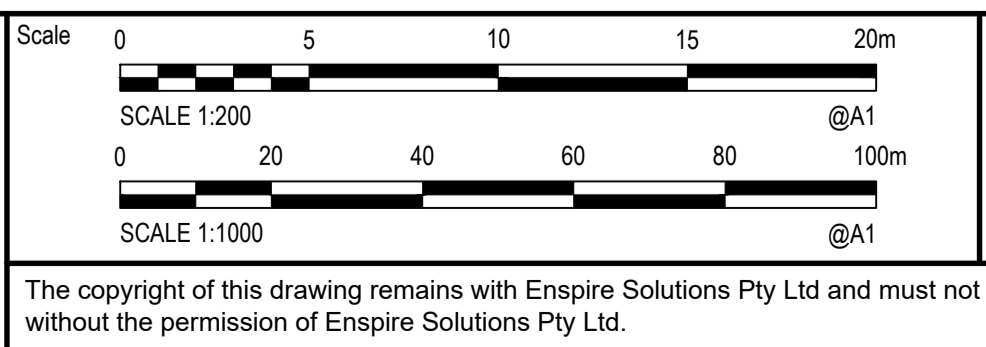 Scale 0 5 10 15 20m
SCALE 1:200 @A1
0 20 40 60 80 100m
SCALE 1:1000 @A1
The copyright of this drawing remains with Enspire Solutions Pty Ltd and must not
without the permission of Enspire Solutions Pty Ltd.